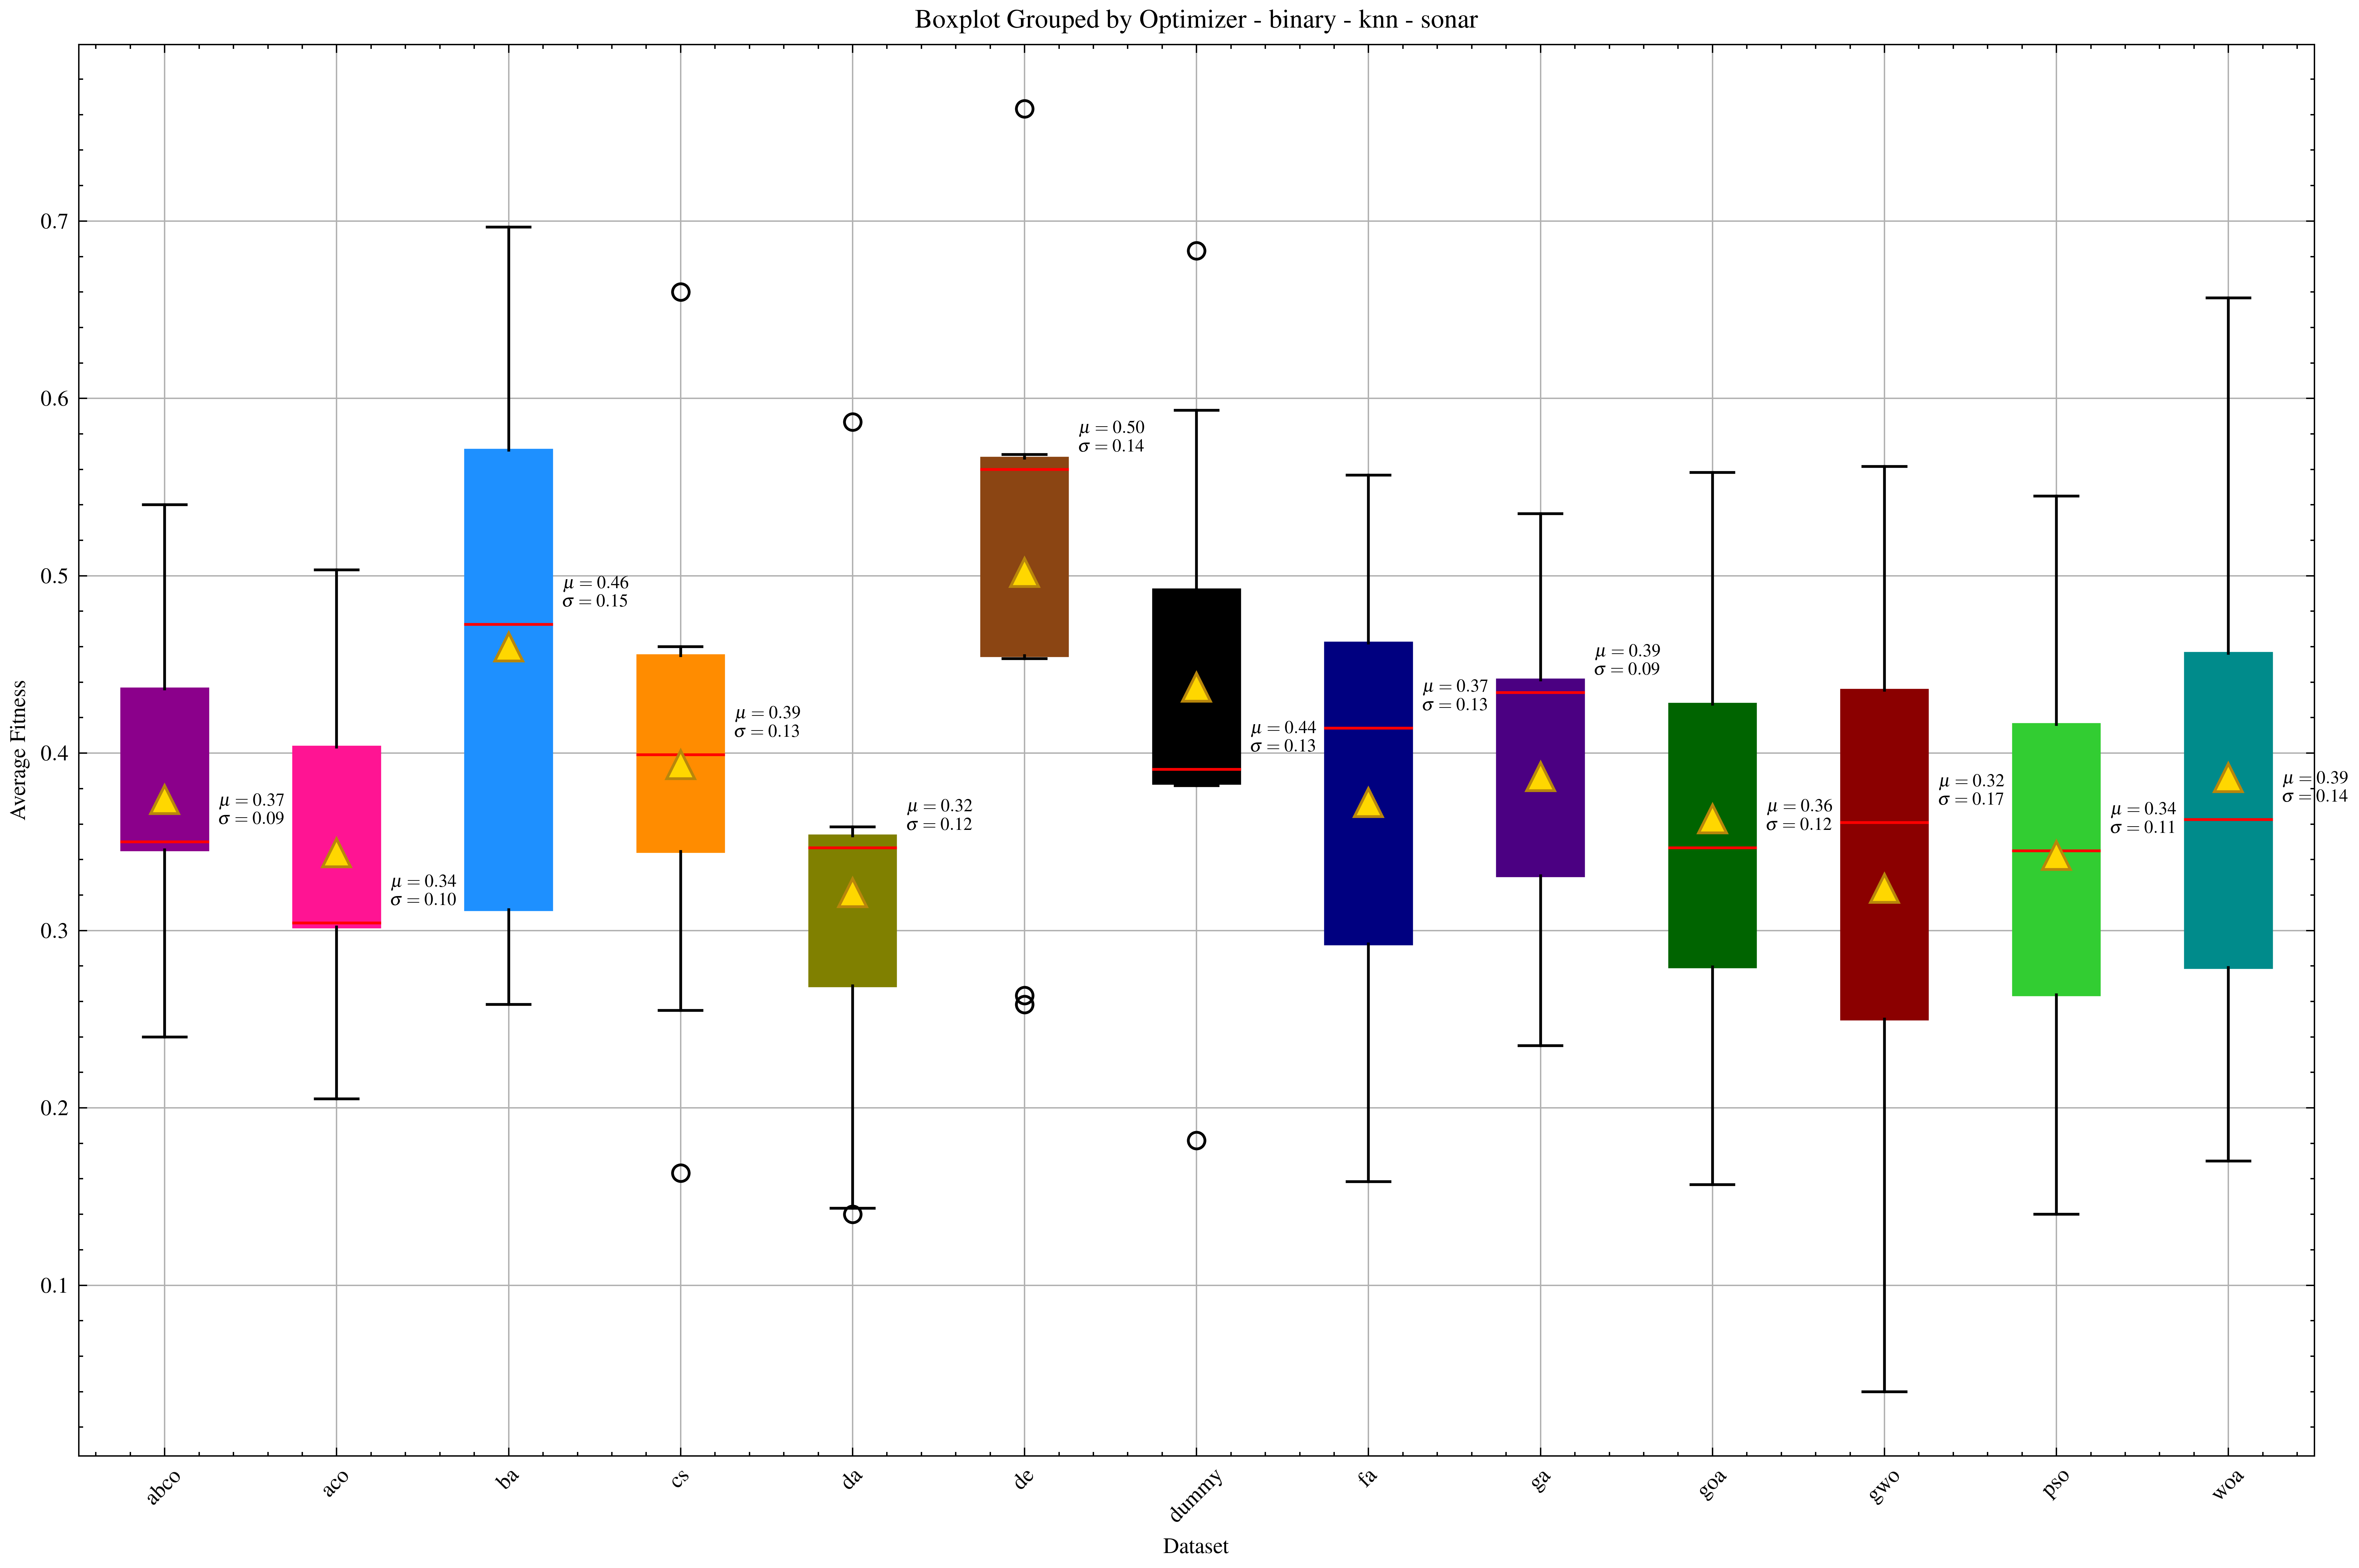 Boxplot Grouped by Optimizer - binary - knn - sonar
Average Fitness
0.7
0.6
0.5
0.4
0.3
0.2
0.1
μ = 0.37
σ = 0.09
μ = 0.34
σ = 0.10
μ = 0.46
σ = 0.15
μ = 0.39
σ = 0.13
μ = 0.32
σ = 0.12
μ = 0.50
σ = 0.14
μ = 0.44
σ = 0.13
μ = 0.37
σ = 0.13
μ = 0.39
σ = 0.09
μ = 0.36
σ = 0.12
μ = 0.32
σ = 0.17
μ = 0.34
σ = 0.11
μ = 0.39
σ = 0.14
abco
aco
ba
cs
da
de
dummy
fa
ga
goa
gwo
pso
woa
Dataset